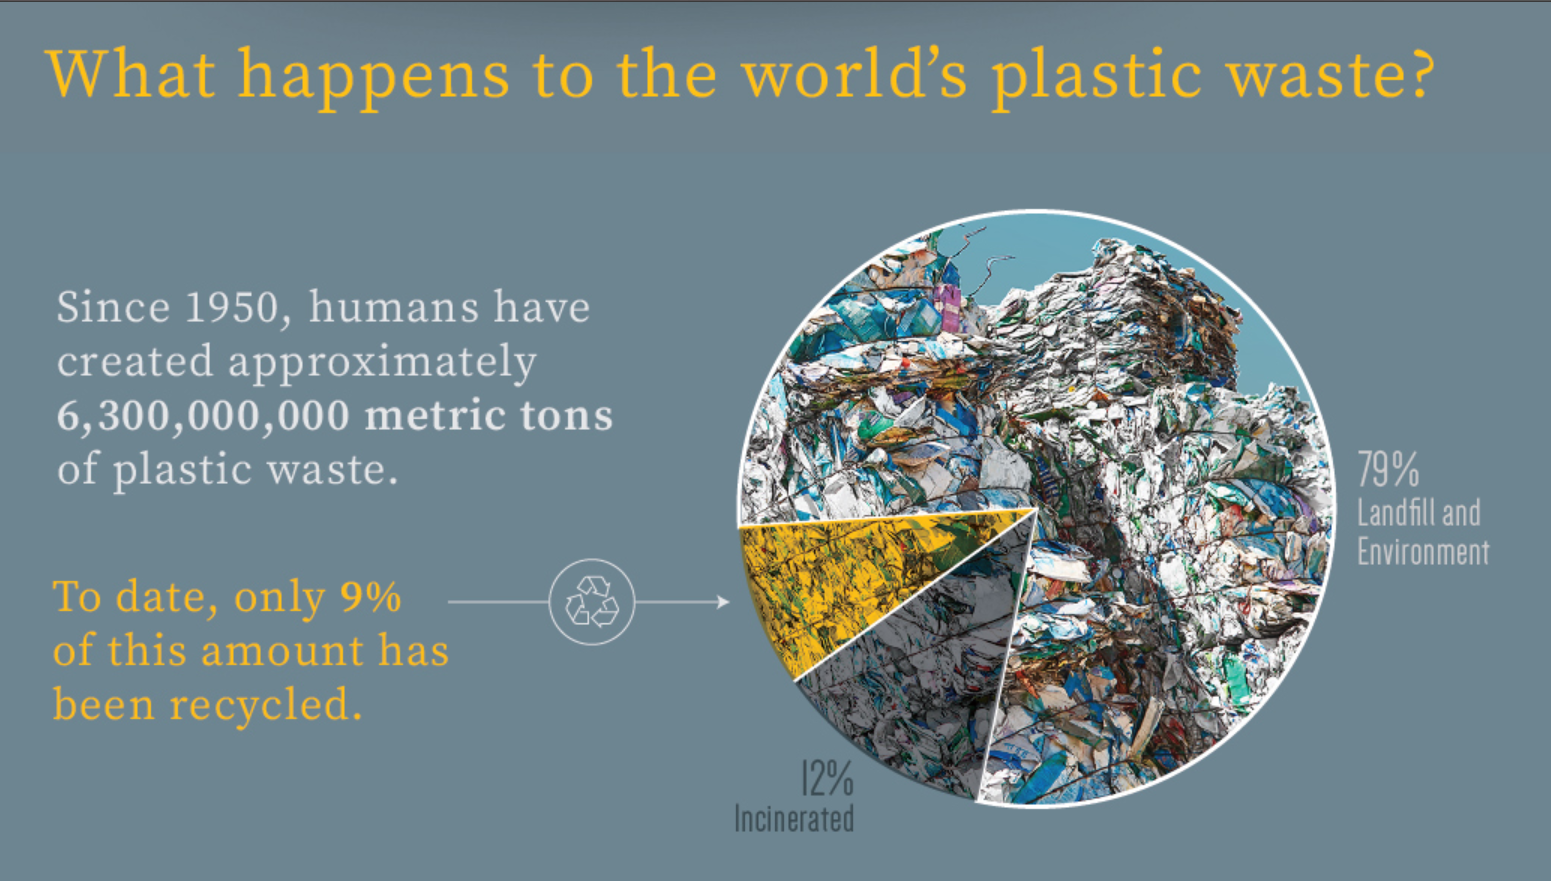 What happens to the world’s plastic waste?
Since 1950, humans have
created approximately
6,300,000,000 metric tons
of plastic waste.
To date, only 9%
of this amount has
been recycled.
79%
Landfill and
Environment
12%
Incinerated